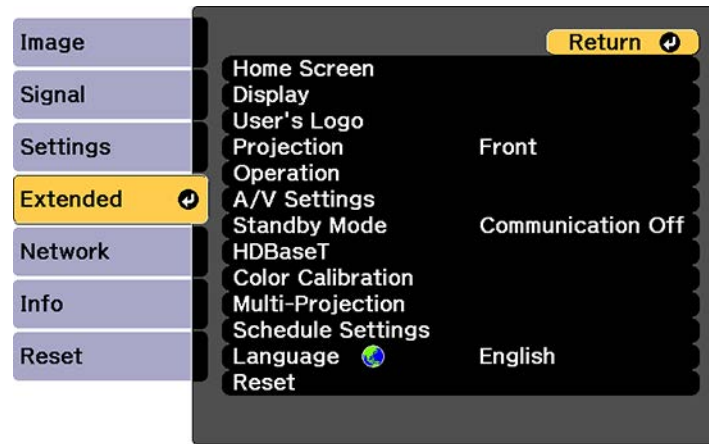 Image
Signal
Settings
Extended
Network
Info
Reset
Return
Home Screen
Display
User's Logo
Projection Front
Operation
A/V Settings
Standby Mode Communication Off
HDBaseT
Color Calibration
Multi-Projection
Schedule Settings
Language English
Reset